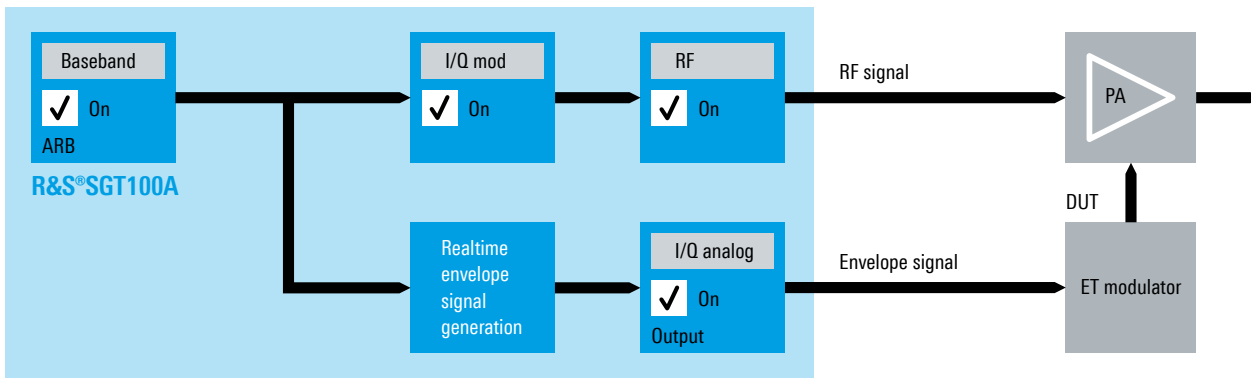 Baseband
On
ARB
R&S®SGT100A
I/Q mod
On
RF
On
RF signal
PA
Realtime
envelope
signal
generation
I/Q analog
On
Output
Envelope signal
DUT
ET modulator